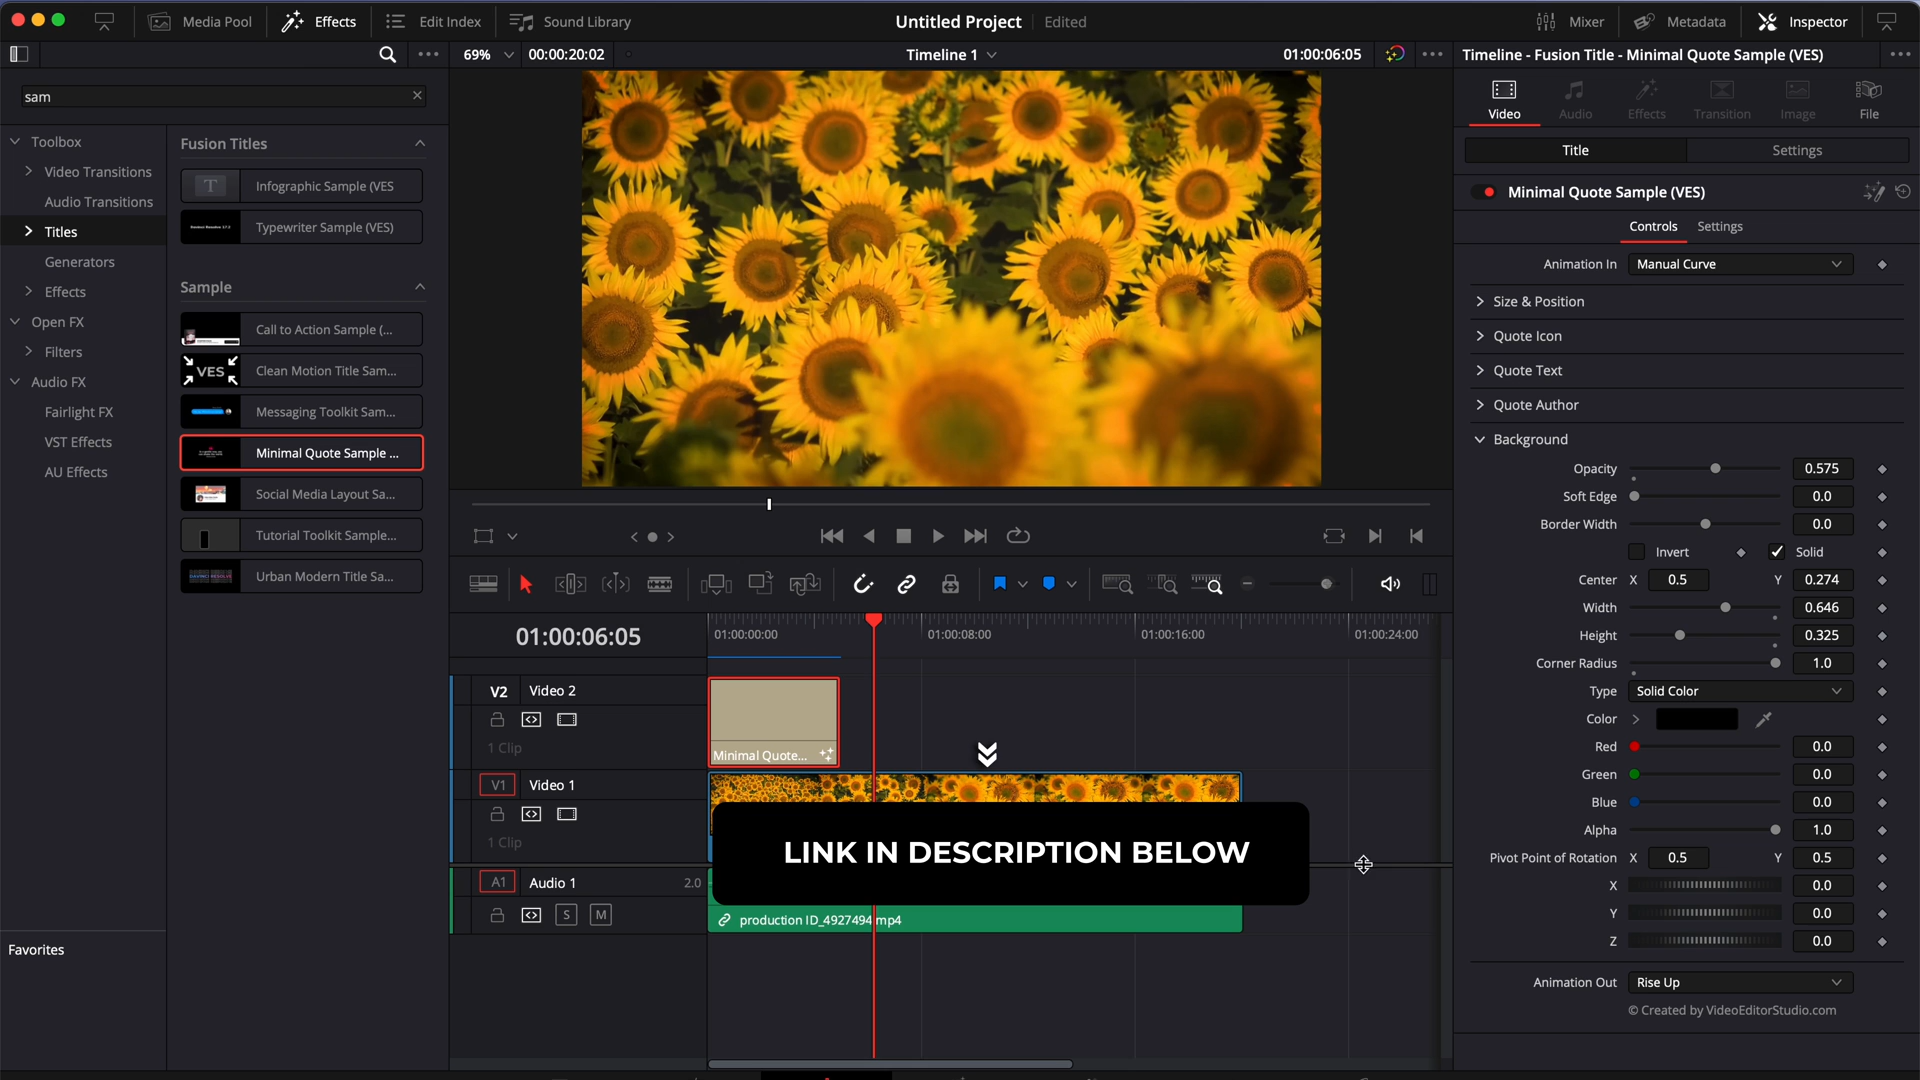 Media Pool
Effects
Edit Index
Sound Library
Untitled Project
Edited
Mixer
Metadata
Inspector
69%
00:00:20:02
Timeline 1
01:00:06:05
Timeline - Fusion Title - Minimal Quote Sample (VES)
sam
Toolbox
Video Transitions
Audio Transitions
Titles
Generators
Effects
Open FX
Filters
Audio FX
Fairlight FX
VST Effects
AU Effects
Favorites
Fusion Titles
T
Infographic Sample (VES
Typewriter Sample (VES)
Sample
Call to Action Sample (...
VES
Clean Motion Title Sam...
Messaging Toolkit Sam...
Minimal Quote Sample ...
Social Media Layout Sa...
Tutorial Toolkit Sample...
DAVINCI RESOLVE
Urban Modern Title Sa...
01:00:06:05
01:00:00:00
01:00:08:00
01:00:16:00
01:00:24:00
V2
Video 2
1 Clip
Minimal Quote...
V1
Video 1
1 Clip
LINK IN DESCRIPTION BELOW
A1
Audio 1
2.0
S
M
production ID_4927494.mp4
Video
Audio
Effects
Transition
Image
File
Title
Settings
Minimal Quote Sample (VES)
Controls
Settings
Animation In
Manual Curve
Size & Position
Quote Icon
Quote Text
Quote Author
Background
Opacity
0.575
Soft Edge
0.0
Border Width
0.0
Invert
Solid
Center X 0.5 Y 0.274
Width
0.646
Height
0.325
Corner Radius
1.0
Type
Solid Color
Color
Red
0.0
Green
0.0
Blue
0.0
Alpha
1.0
Pivot Point of Rotation X 0.5 Y 0.5
X
0.0
Y
0.0
Z
0.0
Animation Out
Rise Up
© Created by VideoEditorStudio.com